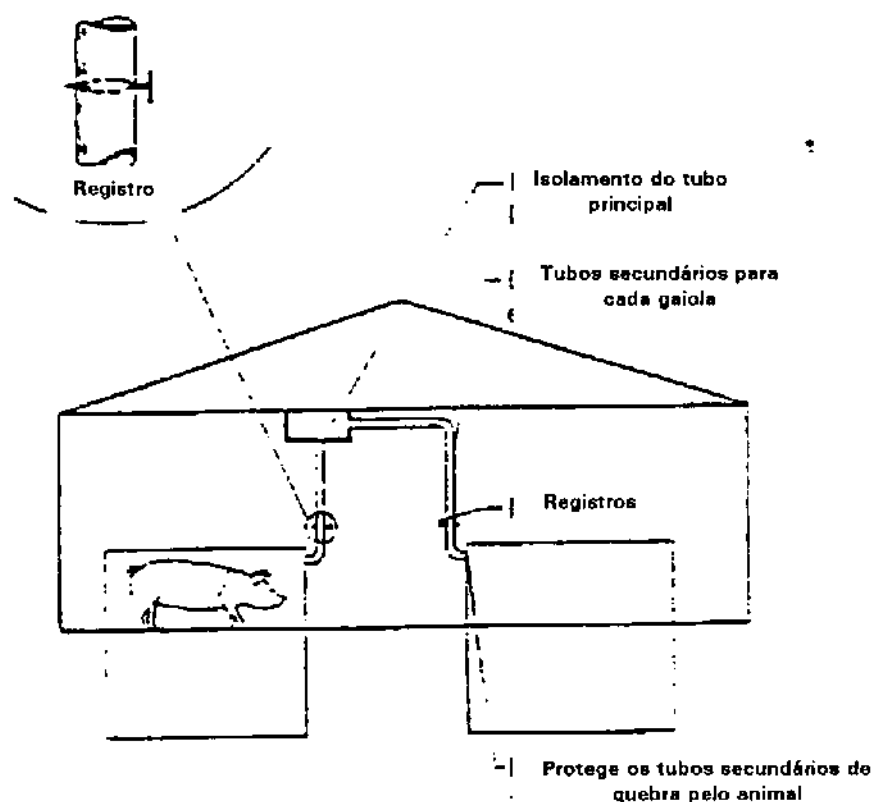 Registro
Isolamento do tubo
principal
Tubos secundários para
cada gaiola
Registros
Protege os tubos secundários de
quebra pelo animal